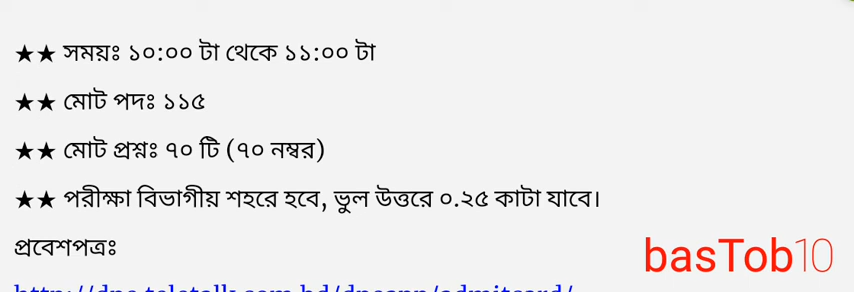 ★★ সময়ঃ ১০:০০ টা থেকে ১১:০০ টা
★★ মোট পদঃ ১১৫
★★ মোট প্রশ্নঃ ৭০ টি (৭০ নম্বর)
★★ পরীক্ষা বিভাগীয় শহরে হবে, ভুল উত্তরে ০.২৫ কাটা যাবে।
প্রবেশপত্রঃ
basTob10